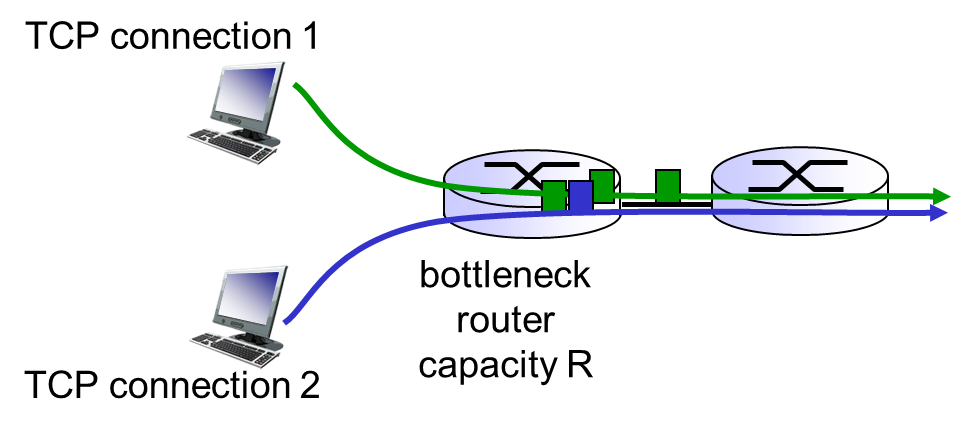 TCP connection 1
bottleneck
router
capacity R
TCP connection 2